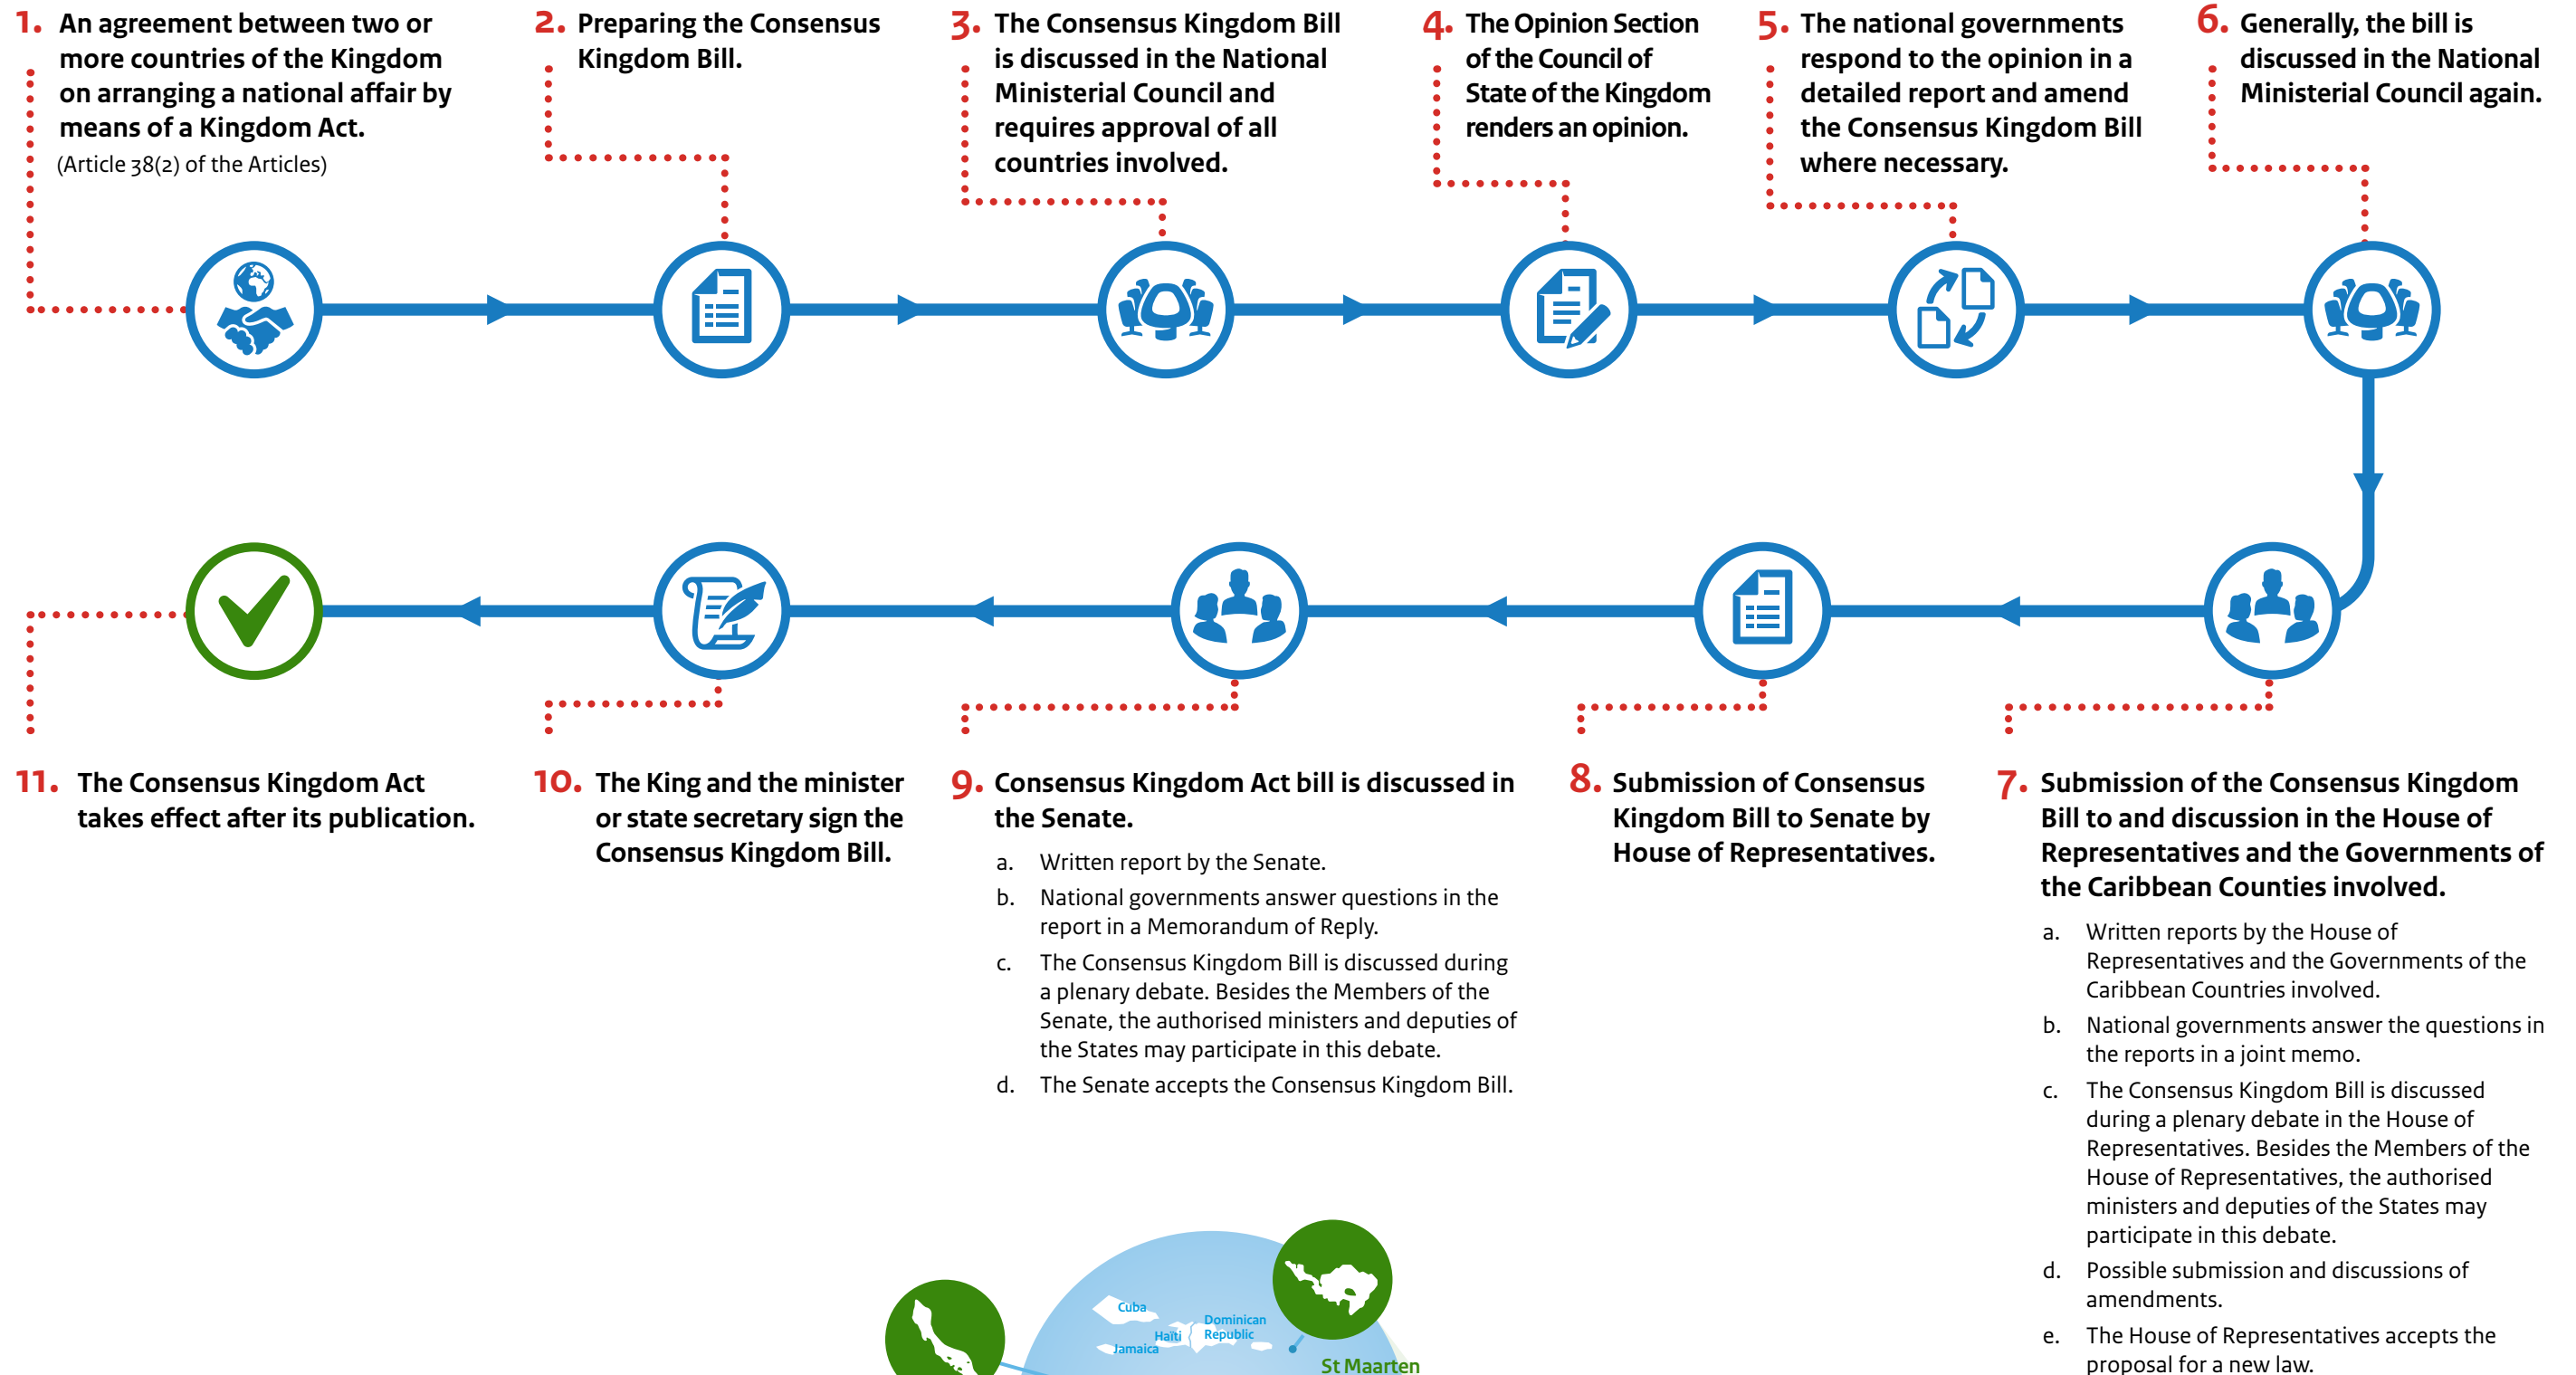 1. An agreement between two or
more countries of the Kingdom
on arranging a national affair by
means of a Kingdom Act.
(Article 38(2) of the Articles)
2. Preparing the Consensus
Kingdom Bill.
3. The Consensus Kingdom Bill
is discussed in the National
Ministerial Council and
requires approval of all
countries involved.
4. The Opinion Section
of the Council of
State of the Kingdom
renders an opinion.
5. The national governments
respond to the opinion in a
detailed report and amend
the Consensus Kingdom Bill
where necessary.
6. Generally, the bill is
discussed in the National
Ministerial Council again.
7. Submission of the Consensus Kingdom
Bill to and discussion in the House of
Representatives and the Governments of
the Caribbean Counties involved.
a. Written reports by the House of
Representatives and the Governments of the
Caribbean Countries involved.
b. National governments answer the questions in
the reports in a joint memo.
c. The Consensus Kingdom Bill is discussed
during a plenary debate in the House of
Representatives. Besides the Members of the
House of Representatives, the authorised
ministers and deputies of the States may
participate in this debate.
d. Possible submission and discussions of
amendments.
e. The House of Representatives accepts the
proposal for a new law.
8. Submission of Consensus
Kingdom Bill to Senate by
House of Representatives.
9. Consensus Kingdom Act bill is discussed in
the Senate.
a. Written report by the Senate.
b. National governments answer questions in the
report in a Memorandum of Reply.
c. The Consensus Kingdom Bill is discussed during
a plenary debate. Besides the Members of the
Senate, the authorised ministers and deputies of
the States may participate in this debate.
d. The Senate accepts the Consensus Kingdom Bill.
10. The King and the minister
or state secretary sign the
Consensus Kingdom Bill.
11. The Consensus Kingdom Act
takes effect after its publication.
Cuba
Dominican
Republic
Haïti
Jamaica
St Maarten